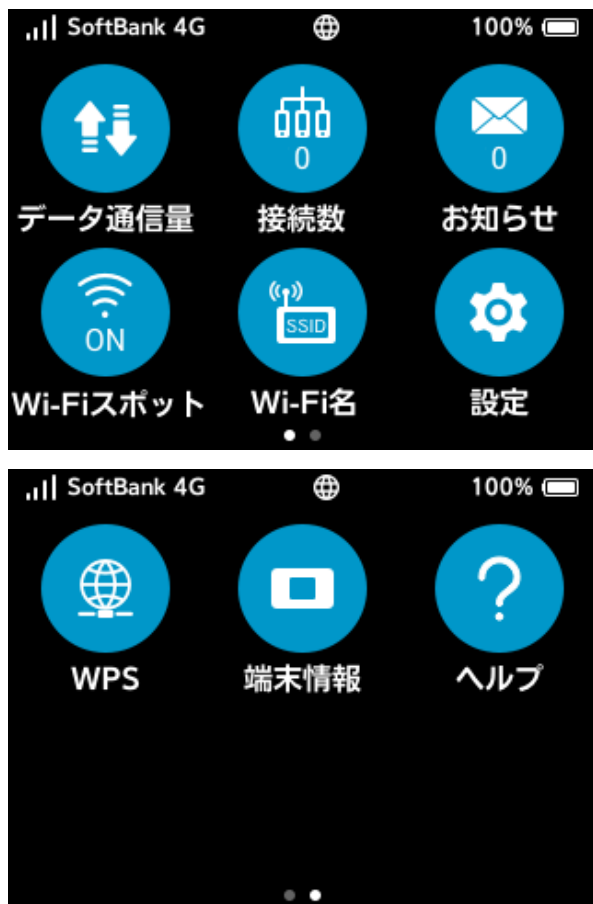 SoftBank 4G 100%
0 0
データ通信量 接続数 お知らせ
ON SSID
Wi-Fiスポット Wi-Fi名 設定
SoftBank 4G 100%
?
WPS 端末情報 ヘルプ